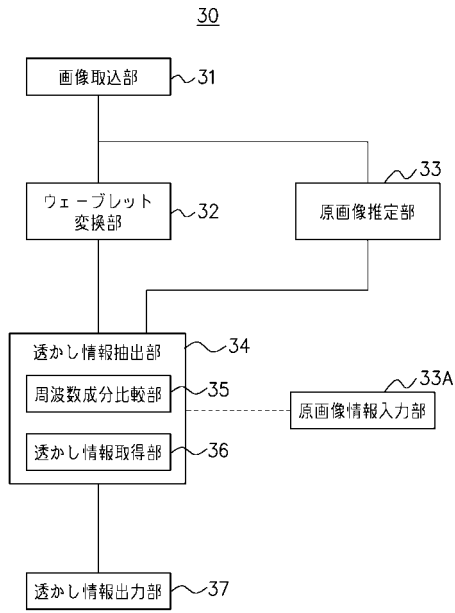 30
画像取込部
31
ウェーブレット
変換部
32
原画像推定部
33
透かし情報抽出部
34
周波数成分比較部
35
透かし情報取得部
36
原画像情報入力部
33A
透かし情報出力部
37